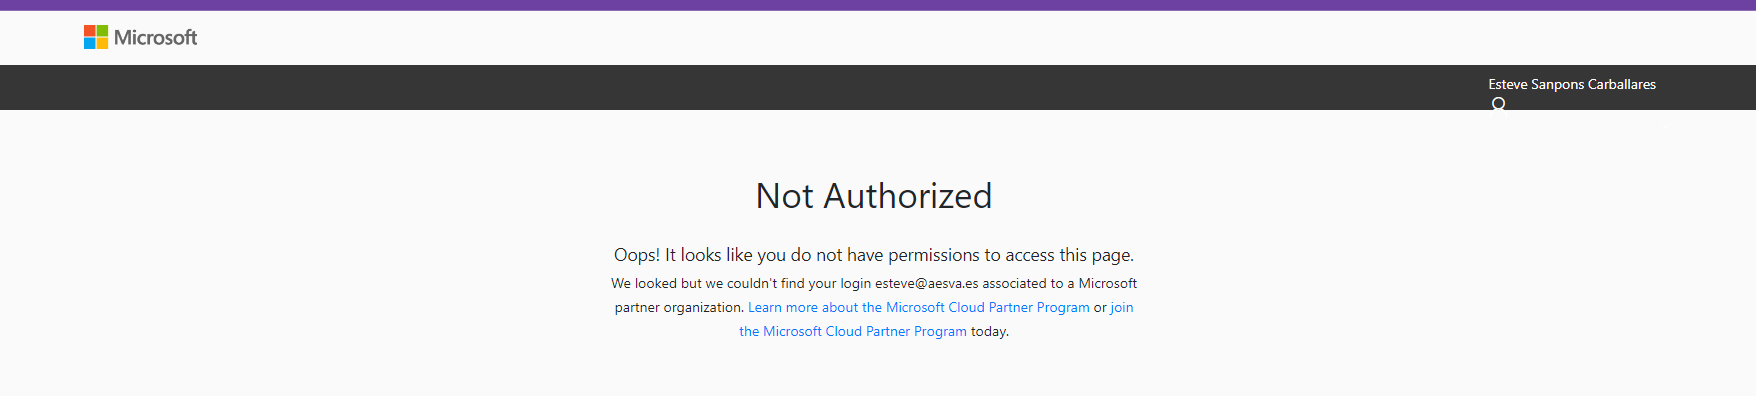 Microsoft
Esteve Sanpons Carballares
Not Authorized
Oops! It looks like you do not have permissions to access this page.
We looked but we couldn't find your login esteve@aesva.es associated to a Microsoft
partner organization. Learn more about the Microsoft Cloud Partner Program or join
the Microsoft Cloud Partner Program today.